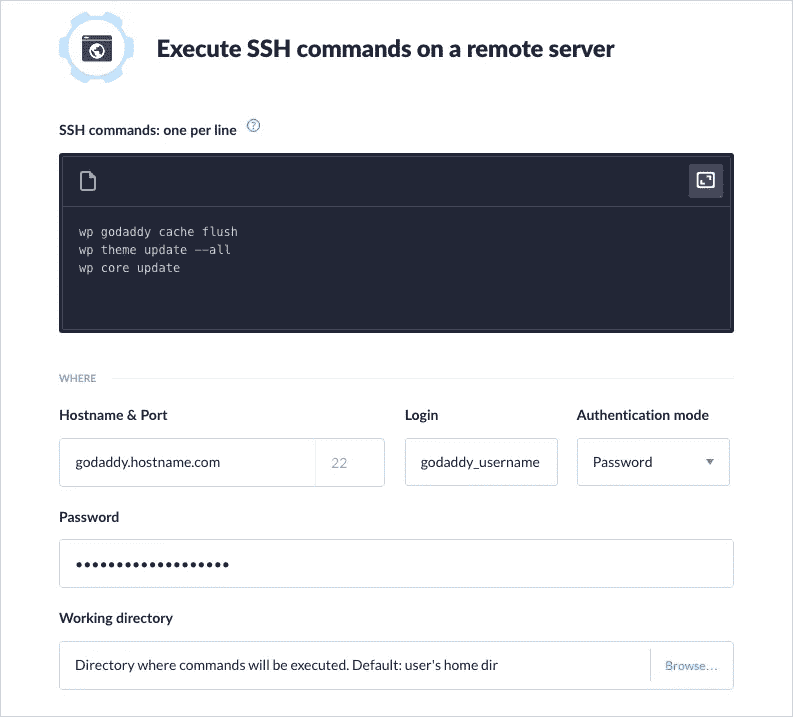 Execute SSH commands on a remote server
SSH commands: one per line ?
wp godaddy cache flush
wp theme update --all
wp core update
WHERE
Hostname & Port Login Authentication mode
godaddy.hostname.com 22 godaddy_username Password
Password
•••••••••••••••••••
Working directory
Directory where commands will be executed. Default: user's home dir Browse...